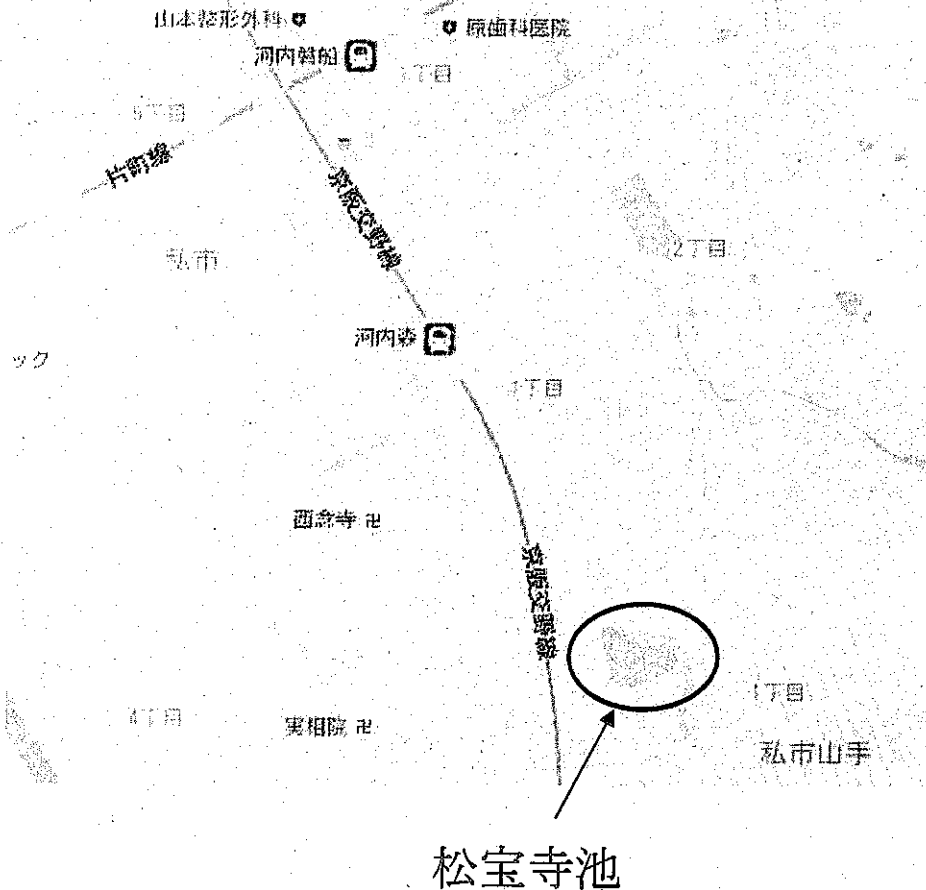 山本整形外科
原歯科医院
河内磐船
5丁目
片町線
京阪交野線
私市
2丁目
河内森
ック
西念寺
京阪交野線
4丁目
実相院
1丁目
私市山手
松宝寺池